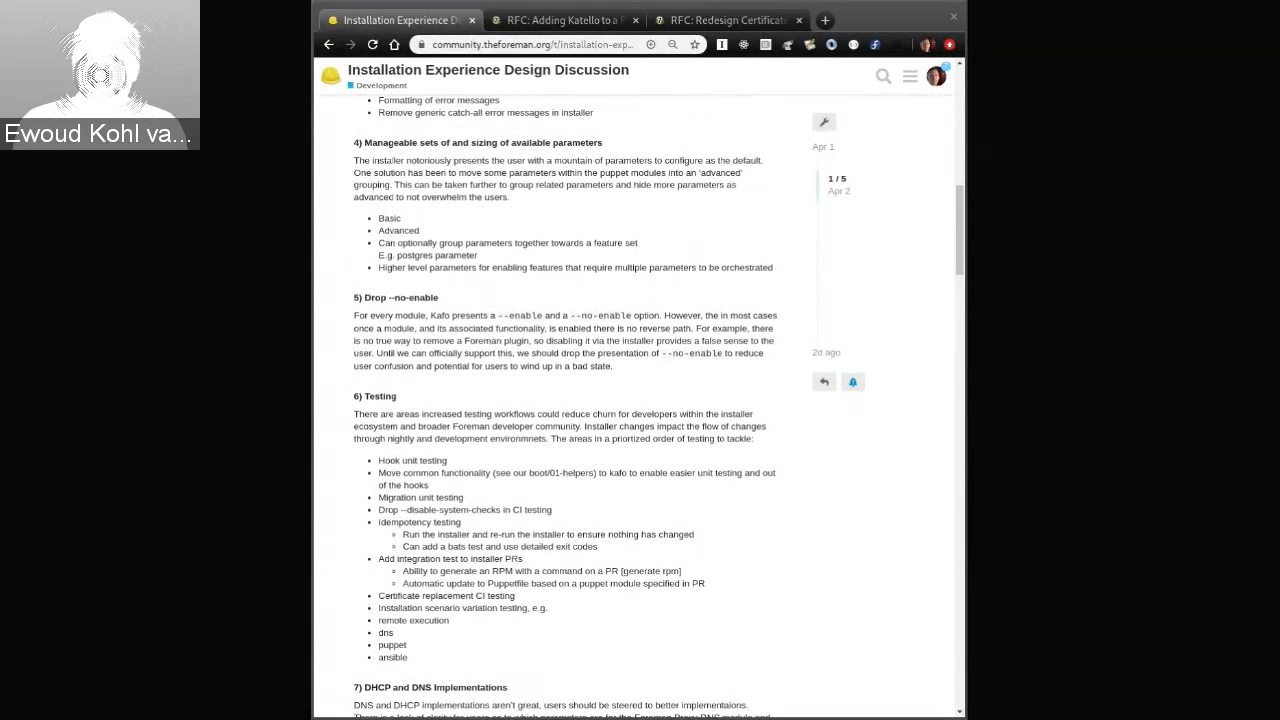 Ewoud Kohl va...
Installation Experience De
RFC: Adding Katello to a F
RFC: Redesign Certificate
community.theforeman.org/t/installation-exp...
Installation Experience Design Discussion
Development
Formatting of error messages
Remove generic catch-all error messages in installer
4) Manageable sets of and sizing of available parameters
The installer notoriously presents the user with a mountain of parameters to configure as the default.
One solution has been to move some parameters within the puppet modules into an 'advanced'
grouping. This can be taken further to group related parameters and hide more parameters as
advanced to not overwhelm the users.
Basic
Advanced
Can optionally group parameters together towards a feature set
E.g. postgres parameter
Higher level parameters for enabling features that require multiple parameters to be orchestrated
5) Drop --no-enable
For every module, Kafo presents a --enable and a --no-enable option. However, the in most cases
once a module, and its associated functionality, is enabled there is no reverse path. For example, there
is no true way to remove a Foreman plugin, so disabling it via the installer provides a false sense to the
user. Until we can officially support this, we should drop the presentation of --no-enable to reduce
user confusion and potential for users to wind up in a bad state.
6) Testing
There are areas increased testing workflows could reduce churn for developers within the installer
ecosystem and broader Foreman developer community. Installer changes impact the flow of changes
through nightly and development environmnets. The areas in a priortized order of testing to tackle:
Hook unit testing
Move common functionality (see our boot/01-helpers) to kafo to enable easier unit testing and out
of the hooks
Migration unit testing
Drop --disable-system-checks in CI testing
Idempotency testing
Run the installer and re-run the installer to ensure nothing has changed
Can add a bats test and use detailed exit codes
Add integration test to installer PRs
Ability to generate an RPM with a command on a PR [generate rpm]
Automatic update to Puppetfile based on a puppet module specified in PR
Certificate replacement CI testing
Installation scenario variation testing, e.g.
remote execution
dns
puppet
ansible
7) DHCP and DNS Implementations
DNS and DHCP implementations aren't great, users should be steered to better implementations.
Apr 1
1 / 5
Apr 2
2d ago